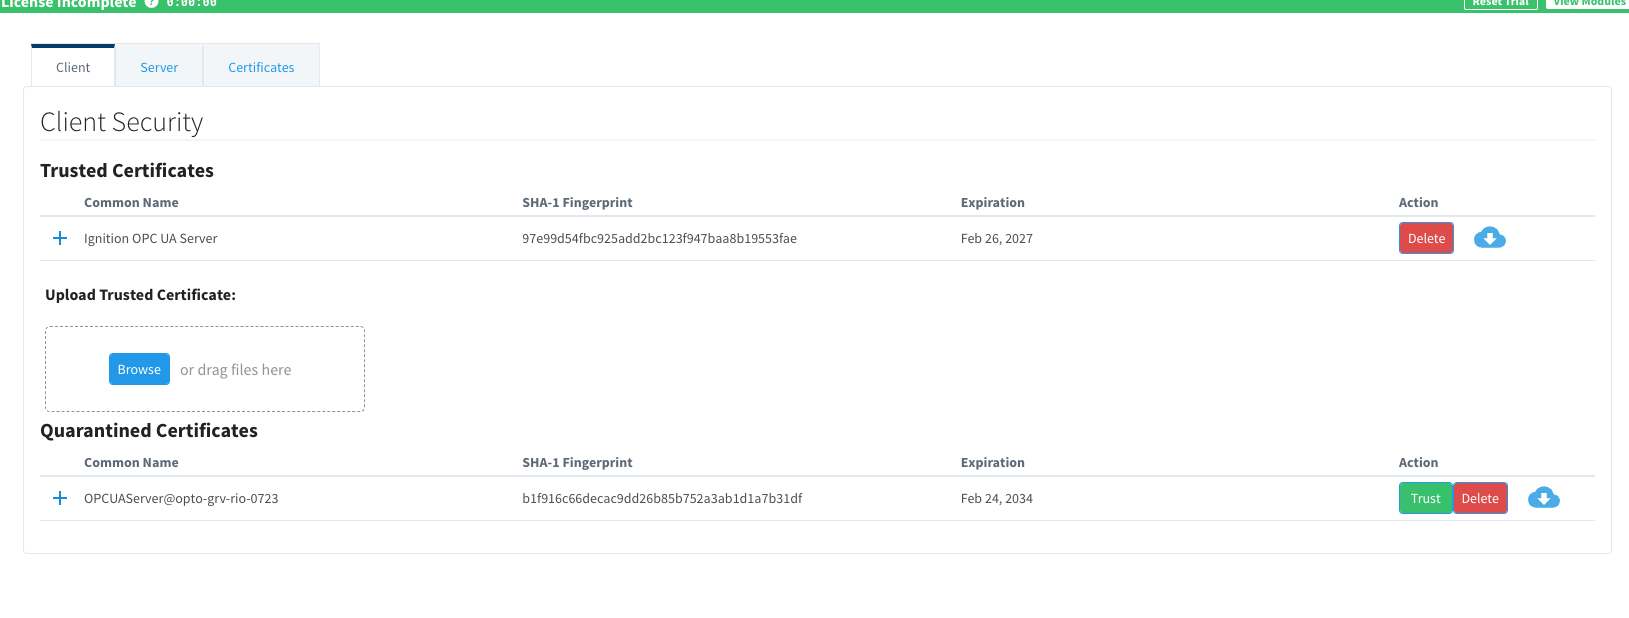 License Incomplete ? 0:00:00 Reset Trial View Modules
Client Server Certificates
Client Security
Trusted Certificates
Common Name SHA-1 Fingerprint Expiration Action
Ignition OPC UA Server 97e99d54fbc925add2bc123f947baa8b19553fae Feb 26, 2027 Delete
Upload Trusted Certificate:
Browse or drag files here
Quarantined Certificates
Common Name SHA-1 Fingerprint Expiration Action
OPCUAServer@opto-grv-rio-0723 b1f916c66decac9dd26b85b752a3ab1d1a7b31df Feb 24, 2034 Trust Delete